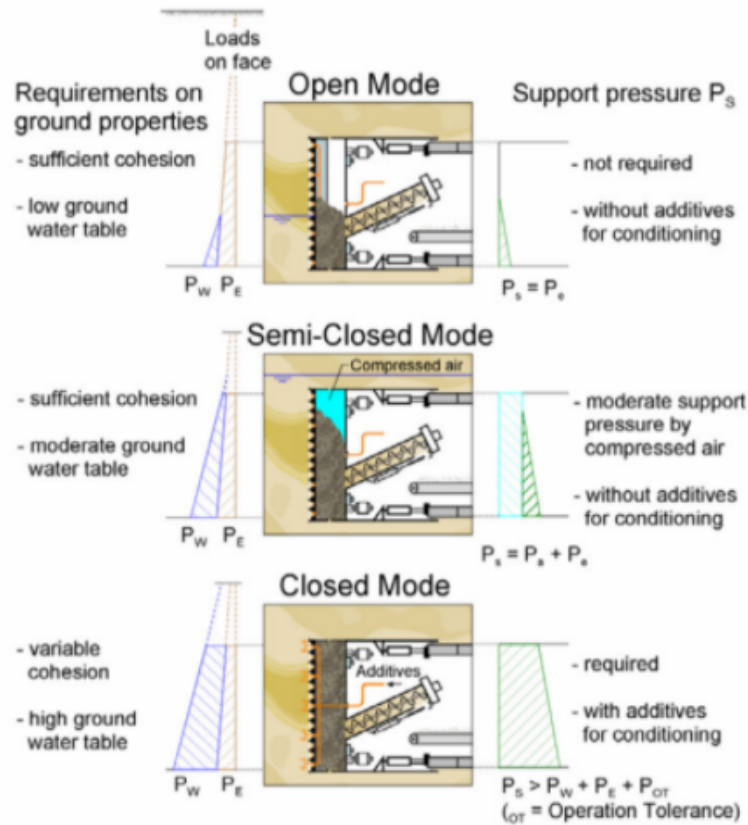 Loads
on face
Requirements on
ground properties
Open Mode
Support pressure PS
- sufficient cohesion
- low ground
water table
- not required
- without additives
for conditioning
PW PE
Ps = Pe
Semi-Closed Mode
Compressed air
- sufficient cohesion
- moderate ground
water table
- moderate support
pressure by
compressed air
- without additives
for conditioning
PW PE
Ps = Pa + Pe
Closed Mode
- variable
cohesion
- high ground
water table
Additives
- required
- with additives
for conditioning
PW PE
PS > PW + PE + POT
(OT = Operation Tolerance)